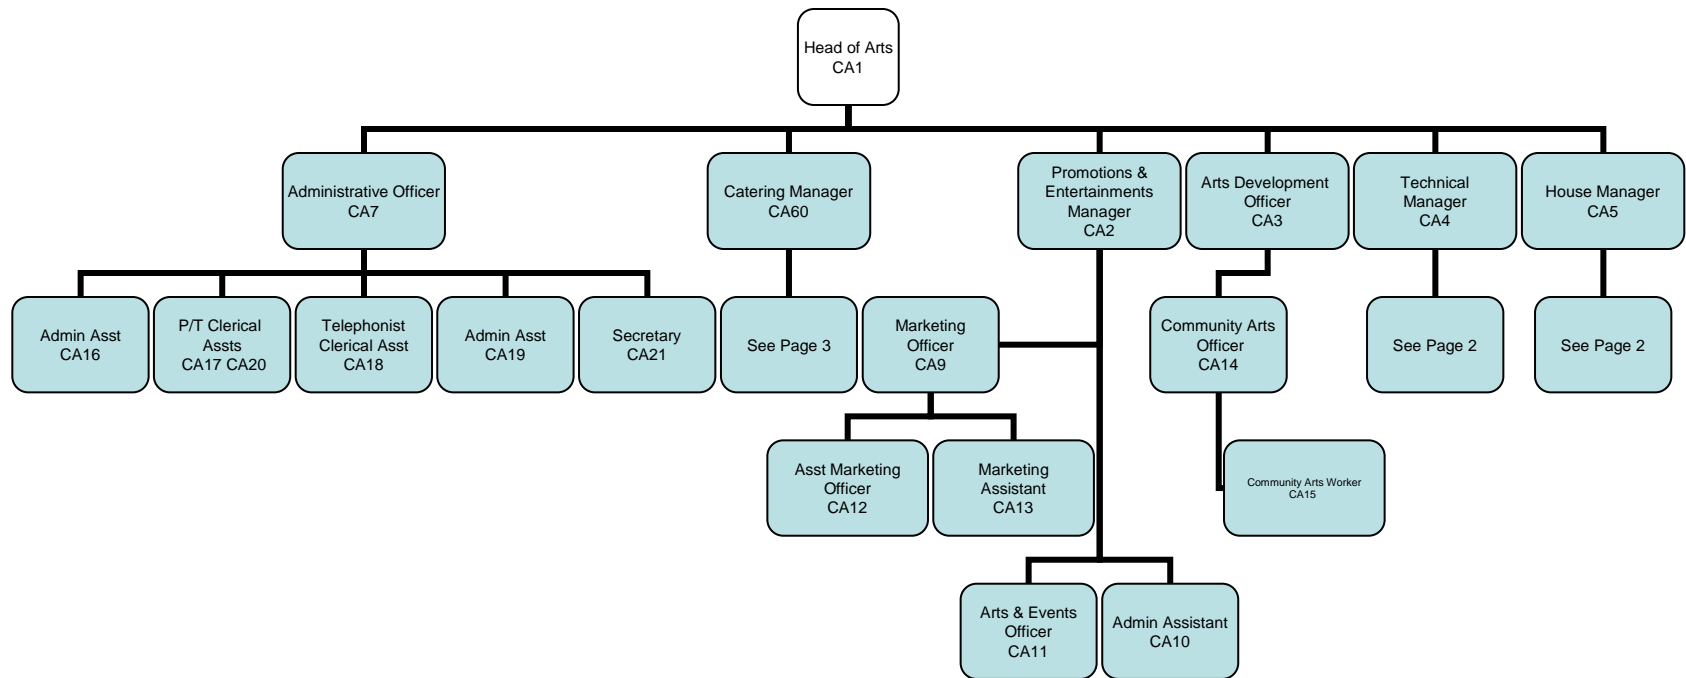 Head of Arts
CA1
Administrative Officer
CA7
Catering Manager
CA60
Promotions &
Entertainments
Manager
CA2
Arts Development
Officer
CA3
Technical
Manager
CA4
House Manager
CA5
Admin Asst
CA16
P/T Clerical
Assts
CA17 CA20
Telephonist
Clerical Asst
CA18
Admin Asst
CA19
Secretary
CA21
See Page 3
Marketing
Officer
CA9
Community Arts
Officer
CA14
See Page 2
See Page 2
Asst Marketing
Officer
CA12
Marketing
Assistant
CA13
Community Arts Worker
CA15
Arts & Events
Officer
CA11
Admin Assistant
CA10